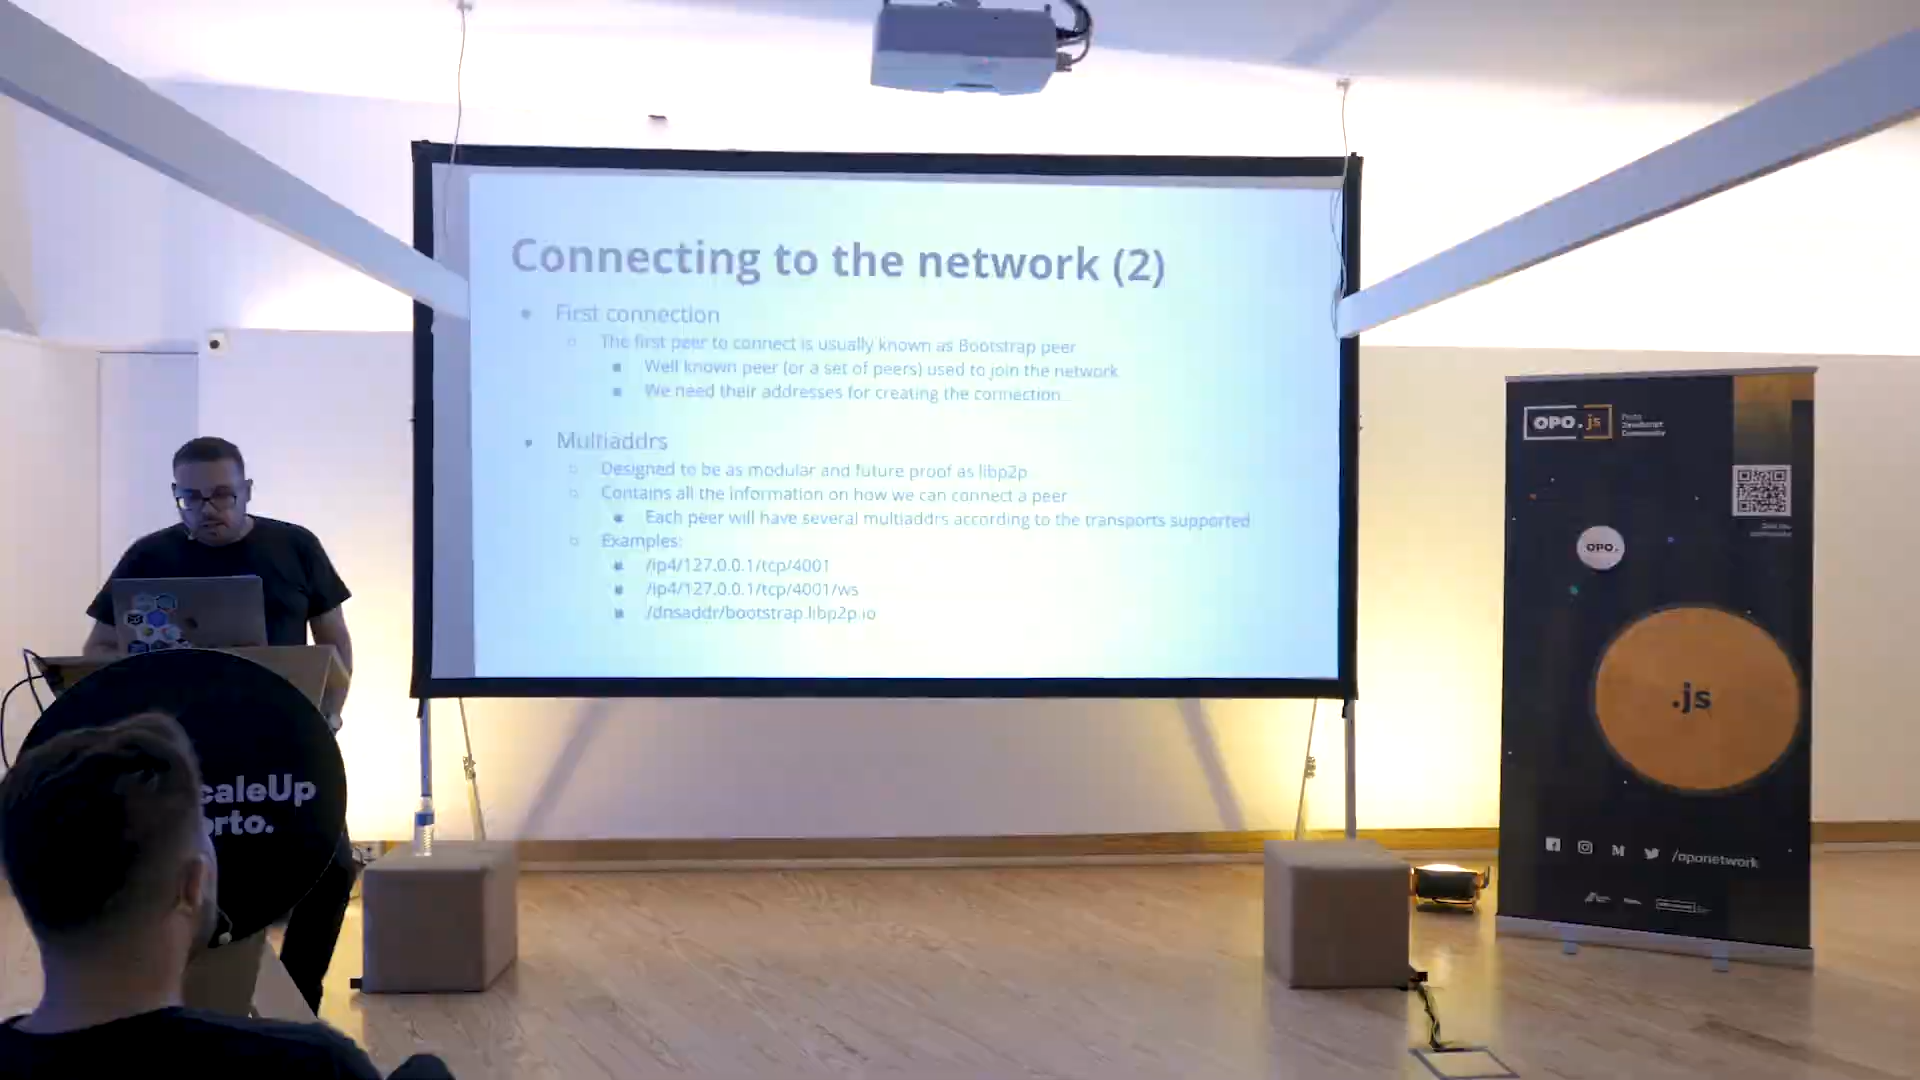 Connecting to the network (2)
First connection
The first peer to connect is usually known as Bootstrap peer
Well known peer (or a set of peers) used to join the network
We need their addresses for creating the connection...
Multiaddrs
Designed to be as modular and future proof as libp2p
Contains all the information on how we can connect a peer
Each peer will have several multiaddrs according to the transports supported
Examples:
/ip4/127.0.0.1/tcp/4001
/ip4/127.0.0.1/tcp/4001/ws
/dnsaddr/bootstrap.libp2p.io
caleUp
orto.
OPO.js
Porto
JavaScript
Community
OPO.
.js
/oponetwork